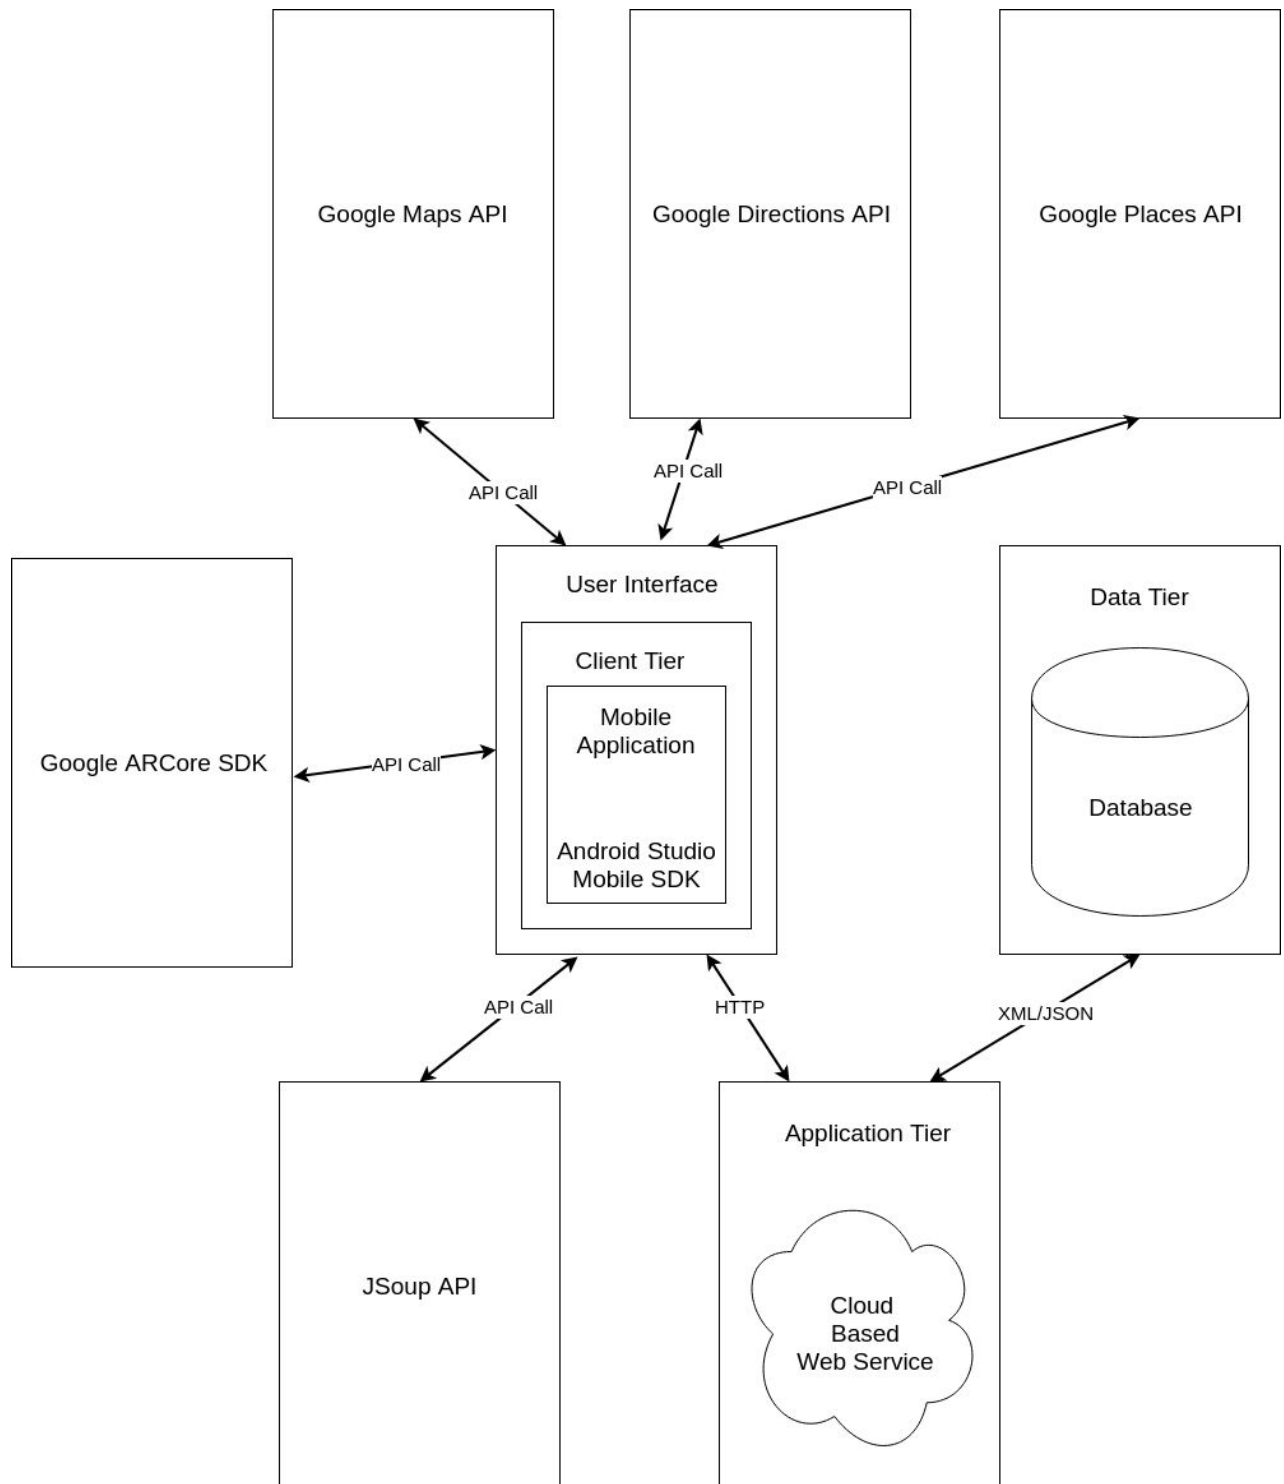 Google Maps API
Google Directions API
Google Places API
API Call
API Call
API Call
User Interface
Client Tier
Mobile
Application
Android Studio
Mobile SDK
Google ARCore SDK
API Call
Data Tier
Database
API Call
HTTP
XML/JSON
JSoup API
Application Tier
Cloud
Based
Web Service